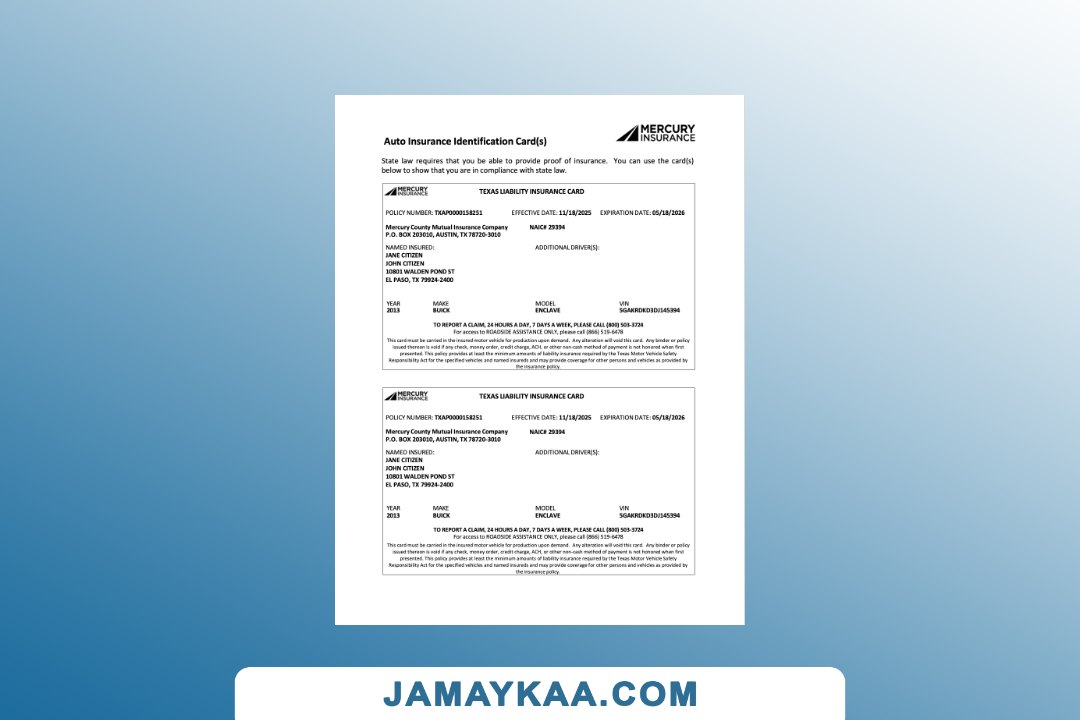 MERCURY
INSURANCE
Auto Insurance Identification Card(s)
State law requires that you be able to provide proof of insurance. You can use the card(s)
below to show that you are in compliance with state law.
MERCURY
INSURANCE
TEXAS LIABILITY INSURANCE CARD
POLICY NUMBER: TXAP0000158251 EFFECTIVE DATE: 11/18/2025 EXPIRATION DATE: 05/18/2026
Mercury County Mutual Insurance Company NAIC# 29394
P.O. BOX 203010, AUSTIN, TX 78720-3010
NAMED INSURED: ADDITIONAL DRIVER(S):
JANE CITIZEN
JOHN CITIZEN
10801 WALDEN POND ST
EL PASO, TX 79924-2400
YEAR MAKE MODEL VIN
2013 BUICK ENCLAVE 5GAKRDKD3DJ145394
TO REPORT A CLAIM, 24 HOURS A DAY, 7 DAYS A WEEK, PLEASE CALL (800) 503-3724
For access to ROADSIDE ASSISTANCE ONLY, please call (866) 519-6478
This card must be carried in the insured motor vehicle for production upon demand. Any alteration will void this card. Any binder or policy
issued thereon is void if any check, money order, credit charge, ACH, or other non-cash method of payment is not honored when first
presented. This policy provides at least the minimum amounts of liability insurance required by the Texas Motor Vehicle Safety
Responsibility Act for the specified vehicles and named insureds and may provide coverage for other persons and vehicles as provided by
the insurance policy.
MERCURY
INSURANCE
TEXAS LIABILITY INSURANCE CARD
POLICY NUMBER: TXAP0000158251 EFFECTIVE DATE: 11/18/2025 EXPIRATION DATE: 05/18/2026
Mercury County Mutual Insurance Company NAIC# 29394
P.O. BOX 203010, AUSTIN, TX 78720-3010
NAMED INSURED: ADDITIONAL DRIVER(S):
JANE CITIZEN
JOHN CITIZEN
10801 WALDEN POND ST
EL PASO, TX 79924-2400
YEAR MAKE MODEL VIN
2013 BUICK ENCLAVE 5GAKRDKD3DJ145394
TO REPORT A CLAIM, 24 HOURS A DAY, 7 DAYS A WEEK, PLEASE CALL (800) 503-3724
For access to ROADSIDE ASSISTANCE ONLY, please call (866) 519-6478
This card must be carried in the insured motor vehicle for production upon demand. Any alteration will void this card. Any binder or policy
issued thereon is void if any check, money order, credit charge, ACH, or other non-cash method of payment is not honored when first
presented. This policy provides at least the minimum amounts of liability insurance required by the Texas Motor Vehicle Safety
Responsibility Act for the specified vehicles and named insureds and may provide coverage for other persons and vehicles as provided by
the insurance policy.
JAMAYKAA.COM